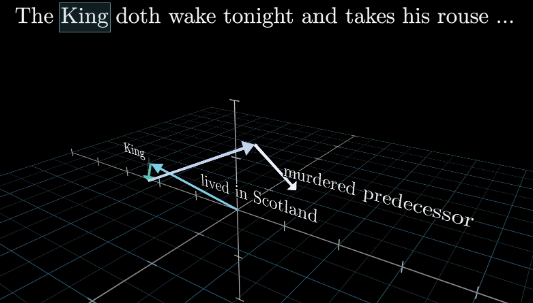 The King doth wake tonight and takes his rouse ...
King
lived in Scotland
murdered predecessor